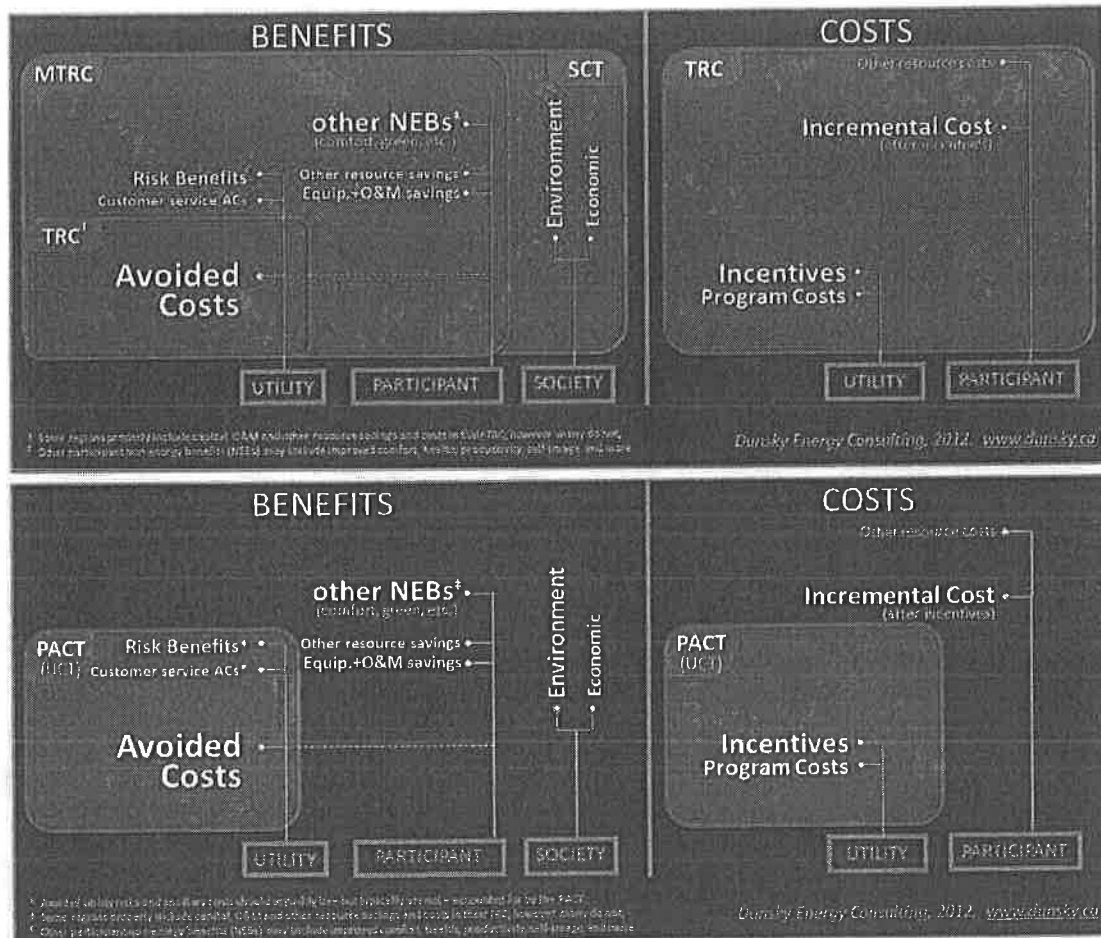 BENEFITS
COSTS
MTRC
SCT
TRC
Other resource costs
other NEBs‡
(comfort, green, etc.)
Incremental Cost
(after incentives)
Risk Benefits
Other resource savings
Customer service ACs
Equip.+O&M savings
Environment
Economic
TRC†
Avoided
Costs
Incentives
Program Costs
UTILITY
PARTICIPANT
SOCIETY
UTILITY
PARTICIPANT
Dunsky Energy Consulting, 2012. www.dunsky.ca
BENEFITS
COSTS
Other resource costs
other NEBs‡
(comfort, green, etc.)
Incremental Cost
(after incentives)
PACT
(UCT)
Risk Benefits
Other resource savings
Customer service ACs
Equip.+O&M savings
Environment
Economic
PACT
(UCT)
Avoided
Costs
Incentives
Program Costs
UTILITY
PARTICIPANT
SOCIETY
UTILITY
PARTICIPANT
Dunsky Energy Consulting, 2012. www.dunsky.ca